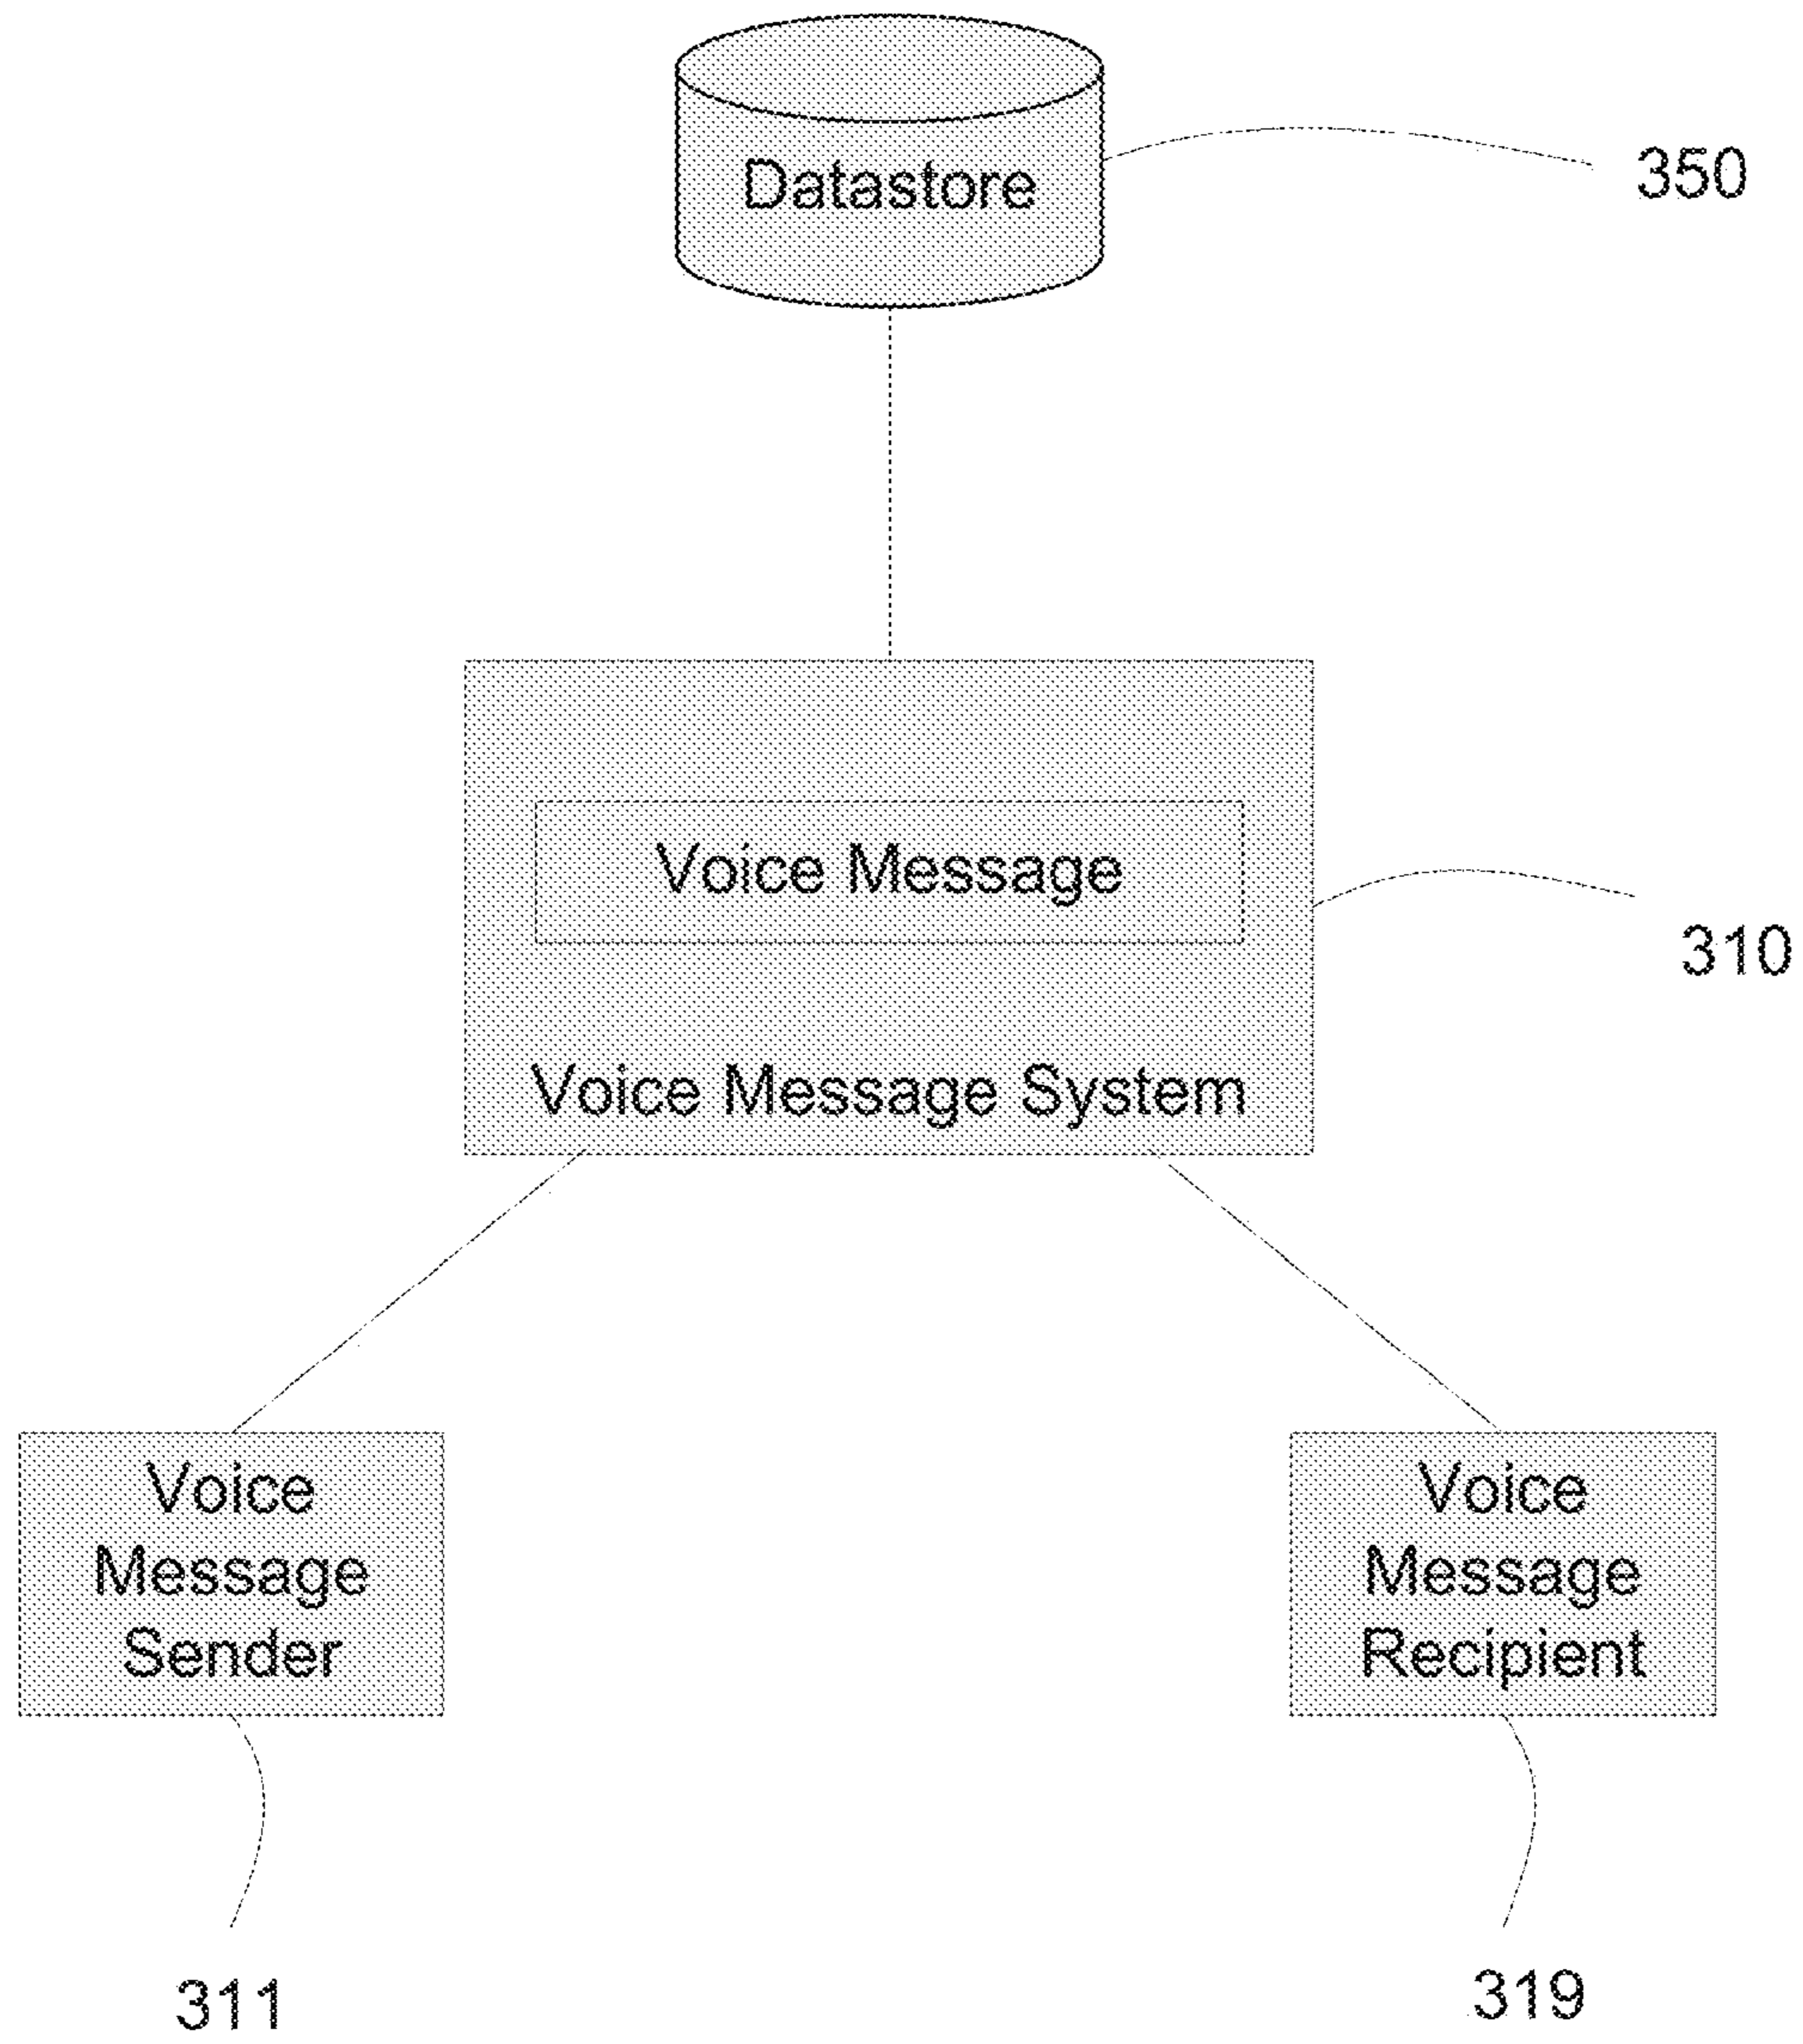 Datastore
350
Voice Message
310
Voice Message System
Voice
Message
Sender
Voice
Message
Recipient
311
319